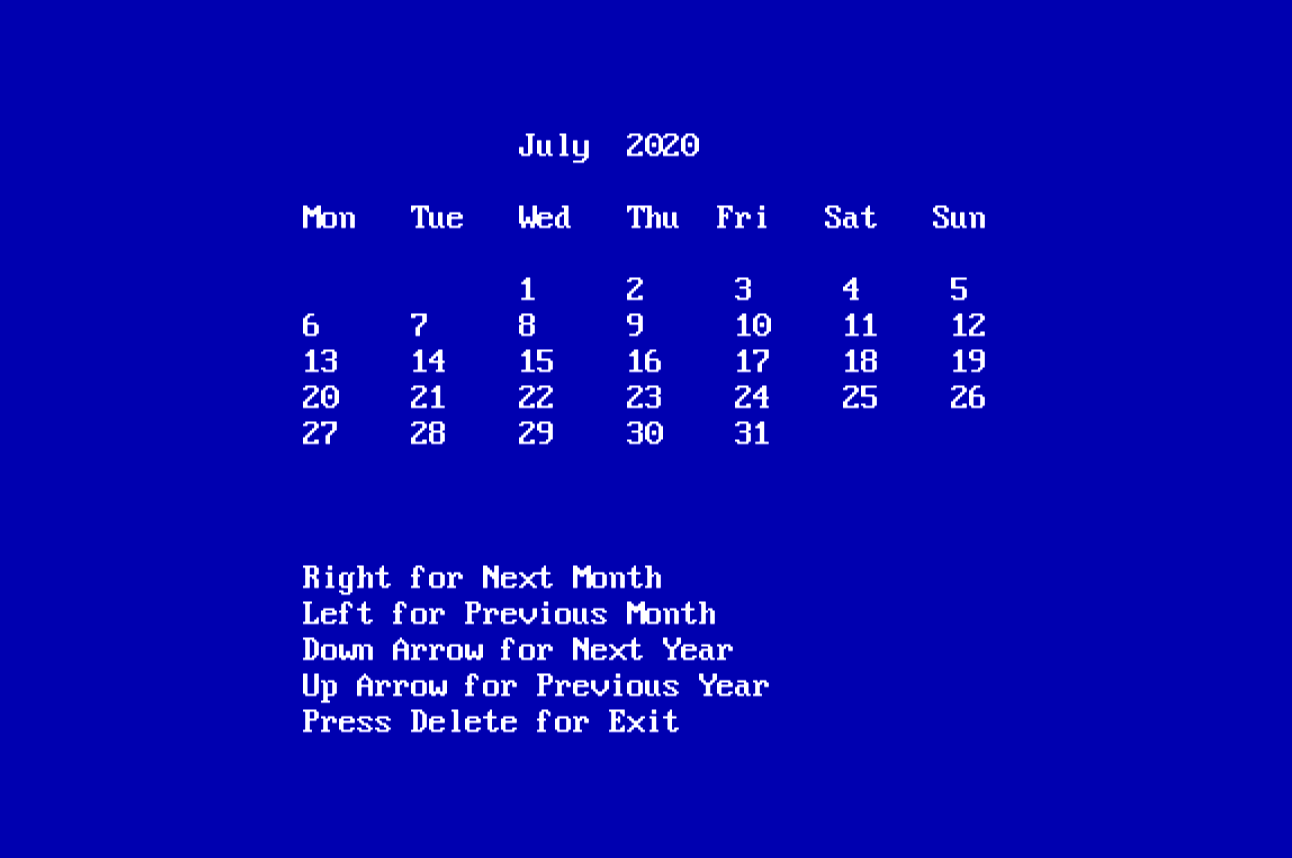 July 2020
Mon Tue Wed Thu Fri Sat Sun
1 2 3 4 5
6 7 8 9 10 11 12
13 14 15 16 17 18 19
20 21 22 23 24 25 26
27 28 29 30 31
Right for Next Month
Left for Previous Month
Down Arrow for Next Year
Up Arrow for Previous Year
Press Delete for Exit